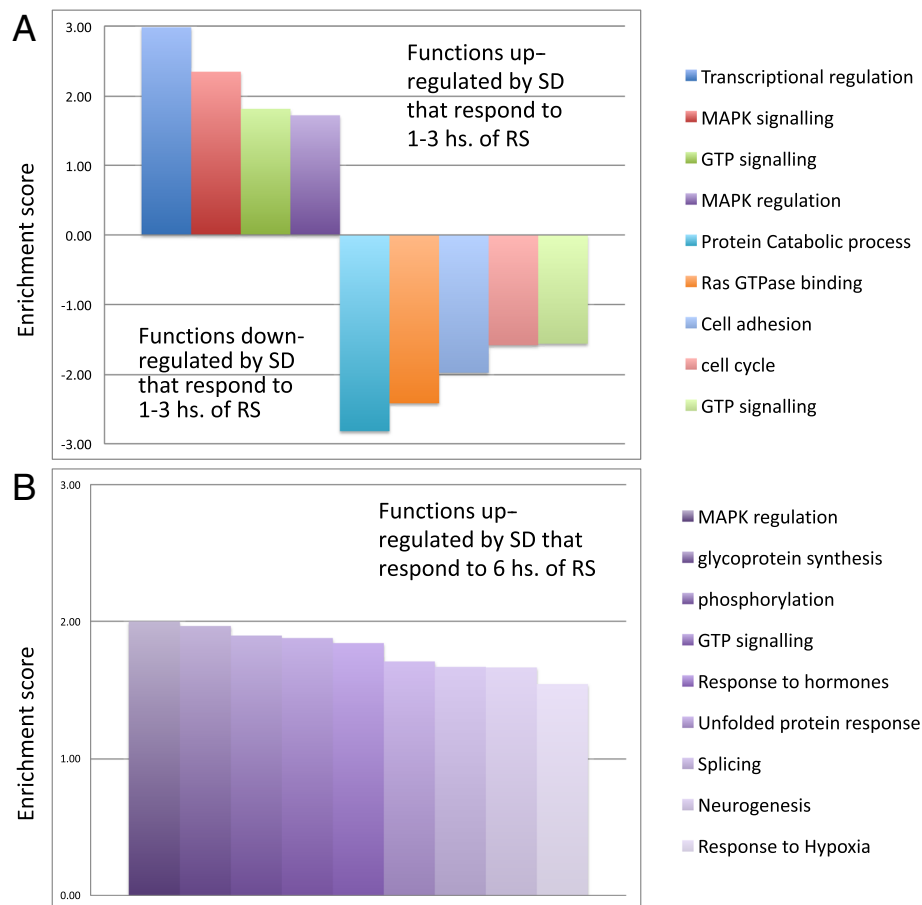 A
3.00
2.00
1.00
0.00
-1.00
-2.00
-3.00
Enrichment score
Functions up-
regulated by SD
that respond to
1-3 hs. of RS
Functions down-
regulated by SD
that respond to
1-3 hs. of RS
Transcriptional regulation
MAPK signalling
GTP signalling
MAPK regulation
Protein Catabolic process
Ras GTPase binding
Cell adhesion
cell cycle
GTP signalling
B
3.00
2.00
1.00
0.00
Enrichment score
Functions up-
regulated by SD that
respond to 6 hs. of RS
MAPK regulation
glycoprotein synthesis
phosphorylation
GTP signalling
Response to hormones
Unfolded protein response
Splicing
Neurogenesis
Response to Hypoxia